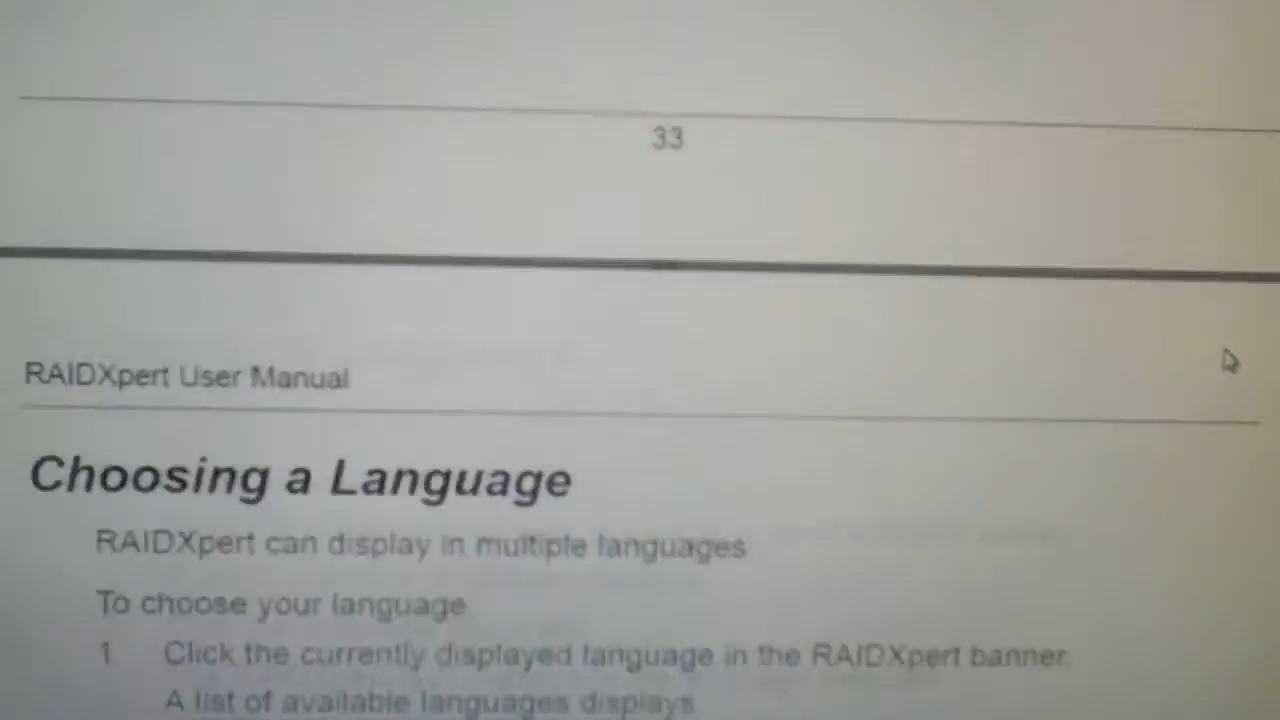 33
RAIDXpert User Manual
Choosing a Language
RAIDXpert can display in multiple languages
To choose your language
1 Click the currently displayed language in the RAIDXpert banner.
A list of available languages displays